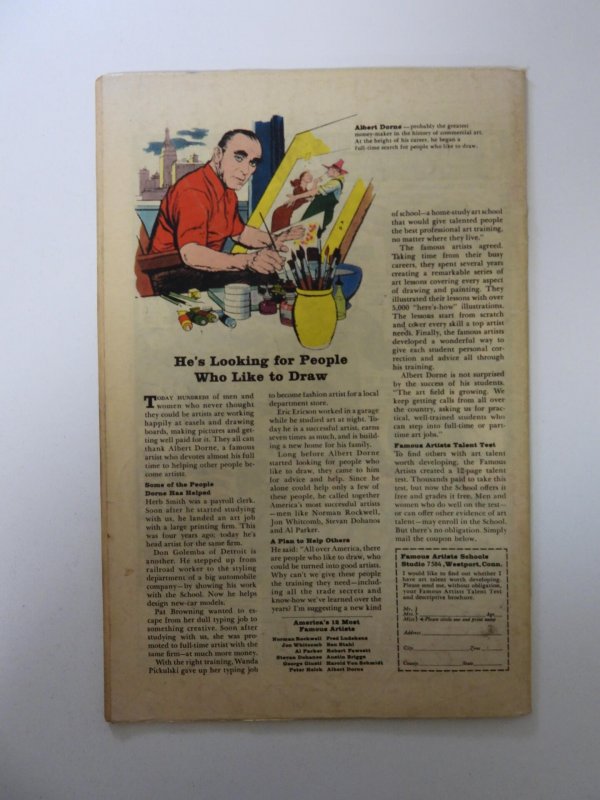 Albert Dorne — probably the greatest
money-maker in the history of commercial art.
At the height of his career, he began a
full-time search for people who like to draw.
He's Looking for People
Who Like to Draw
TODAY HUNDREDS of men and
women who never thought
they could be artists are working
happily at easels and drawing
boards, making pictures and get-
ting well paid for it. They all can
thank Albert Dorne, a famous
artist who devotes almost his full
time to helping other people be-
come artists.
Some of the People
Dorne Has Helped
Herb Smith was a payroll clerk.
Soon after he started studying
with us, he landed an art job
with a large printing firm. This
was four years ago; today he's
head artist for the same firm.
Don Golemba of Detroit is
another. He stepped up from
railroad worker to the styling
department of a big automobile
company—by showing his work
with the School. Now he helps
design new-car models.
Pat Browning wanted to es-
cape from her dull typing job to
something creative. Soon after
studying with us, she was pro-
moted to full-time artist with the
same firm—at much more money.
With the right training, Wanda
Pickulski gave up her typing job
to become fashion artist for a local
department store.
Eric Ericson worked in a garage
while he studied art at night. To-
day he is a successful artist, earns
seven times as much, and is build-
ing a new home for his family.
Long before Albert Dorne
started looking for people who
like to draw, they came to him
for advice and help. Since he
alone could help only a few of
these people, he called together
America's most successful artists
—men like Norman Rockwell,
Jon Whitcomb, Stevan Dohanos
and Al Parker.
A Plan to Help Others
He said: "All over America, there
are people who like to draw, who
could be turned into good artists.
Why can't we give these people
the training they need—includ-
ing all the trade secrets and
know-how we've learned over the
years? I'm suggesting a new kind
America's 12 Most
Famous Artists
Norman Rockwell Fred Ludekens
Jon Whitcomb Ben Stahl
Al Parker Robert Fawcett
Stevan Dohanos Austin Briggs
George Giusti Harold Von Schmidt
Peter Helck Albert Dorne
of school—a home-study art school
that would give talented people
the best professional art training,
no matter where they live."
The famous artists agreed.
Taking time from their busy
careers, they spent several years
creating a remarkable series of
art lessons covering every aspect
of drawing and painting. They
illustrated their lessons with over
5,000 "here's-how" illustrations.
The lessons start from scratch
and cover every skill a top artist
needs. Finally, the famous artists
developed a wonderful way to
give each student personal cor-
rection and advice all through
his training.
Albert Dorne is not surprised
by the success of his students.
"The art field is growing. We
keep getting calls from all over
the country, asking us for prac-
tical, well-trained students who
can step into full-time or part-
time art jobs."
Famous Artists Talent Test
To find others with art talent
worth developing, the Famous
Artists created a 12-page talent
test. Thousands paid to take this
test, but now the School offers it
free and grades it free. Men and
women who do well on the test—
or can offer other evidence of art
talent—may enroll in the School.
But there's no obligation. Simply
mail the coupon below.
Famous Artists Schools
Studio 7584, Westport, Conn.
I would like to find out whether I
have art talent worth developing.
Please send me, without obligation,
your Famous Artists Talent Test
and descriptive brochure.
Mr.
Mrs. Age
Miss Please circle one and print name
Address
City Zone
County State